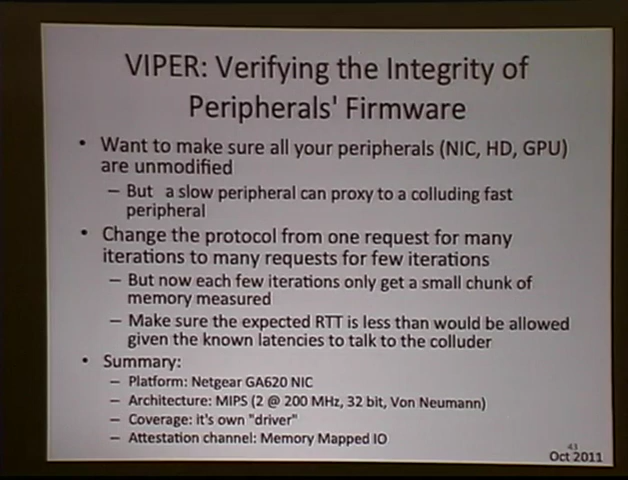 VIPER: Verifying the Integrity of
Peripherals' Firmware
• Want to make sure all your peripherals (NIC, HD, GPU)
are unmodified
– But a slow peripheral can proxy to a colluding fast
peripheral
• Change the protocol from one request for many
iterations to many requests for few iterations
– But now each few iterations only get a small chunk of
memory measured
– Make sure the expected RTT is less than would be allowed
given the known latencies to talk to the colluder
• Summary:
– Platform: Netgear GA620 NIC
– Architecture: MIPS (2 @ 200 MHz, 32 bit, Von Neumann)
– Coverage: it's own "driver"
– Attestation channel: Memory Mapped IO
43
Oct 2011